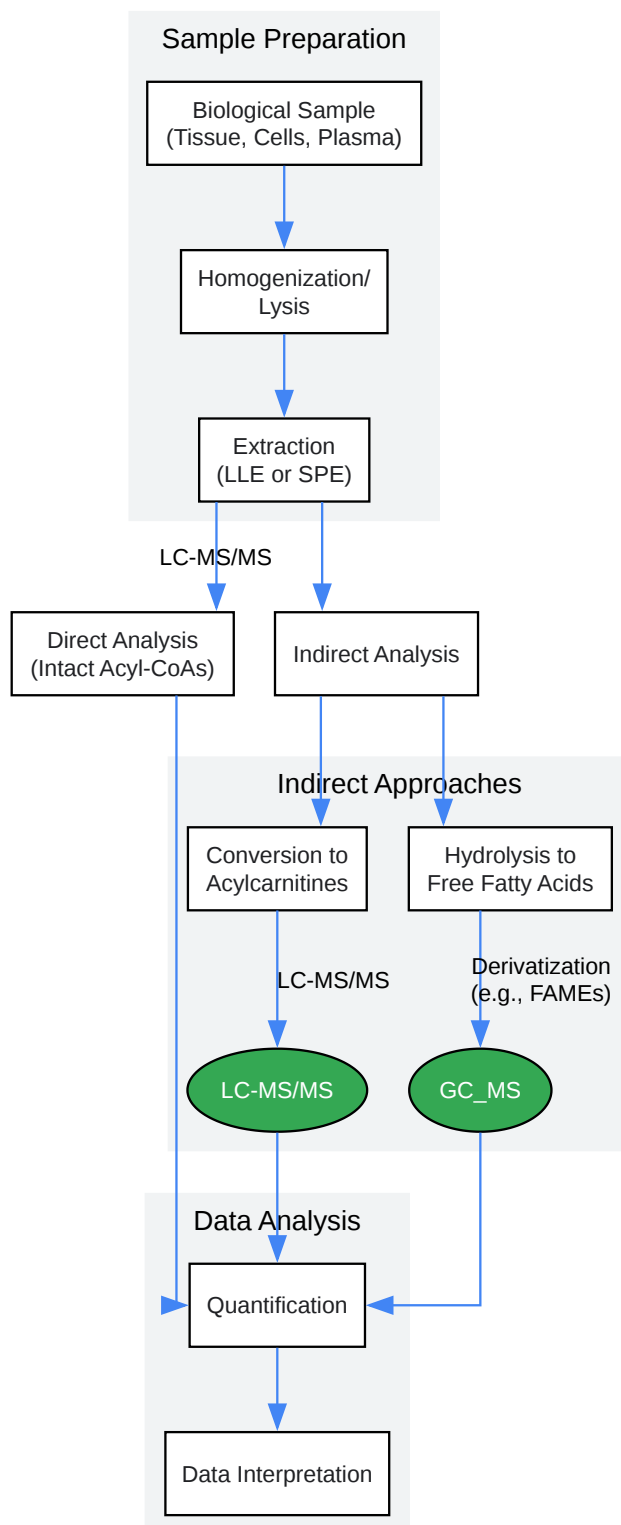 Sample Preparation
Biological Sample
(Tissue, Cells, Plasma)
Homogenization/
Lysis
Extraction
(LLE or SPE)
LC-MS/MS
Direct Analysis
(Intact Acyl-CoAs)
Indirect Analysis
Indirect Approaches
Conversion to
Acylcarnitines
Hydrolysis to
Free Fatty Acids
LC-MS/MS
Derivatization
(e.g., FAMEs)
LC-MS/MS
GC_MS
Data Analysis
Quantification
Data Interpretation